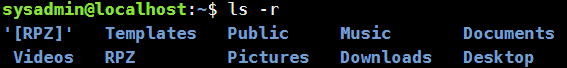 sysadmin@localhost:~$ ls -r
'[RPZ]' Templates Public Music Documents
Videos RPZ Pictures Downloads Desktop